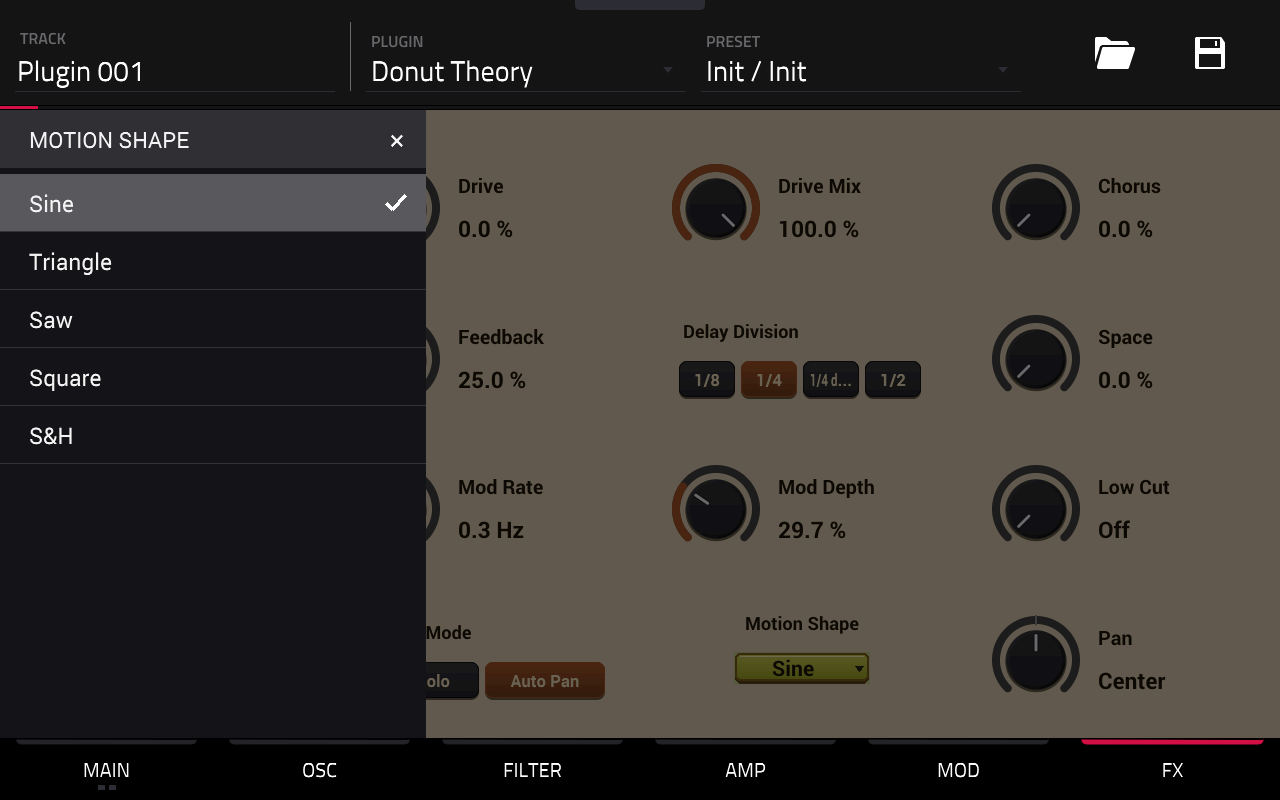 TRACK
Plugin 001
PLUGIN
Donut Theory
PRESET
Init / Init
MOTION SHAPE
Sine
Triangle
Saw
Square
S&H
Drive
0.0 %
Drive Mix
100.0 %
Chorus
0.0 %
Feedback
25.0 %
Delay Division
1/8
1/4
1/4 d...
1/2
Space
0.0 %
Mod Rate
0.3 Hz
Mod Depth
29.7 %
Low Cut
Off
Mode
olo
Auto Pan
Motion Shape
Sine
Pan
Center
MAIN
OSC
FILTER
AMP
MOD
FX